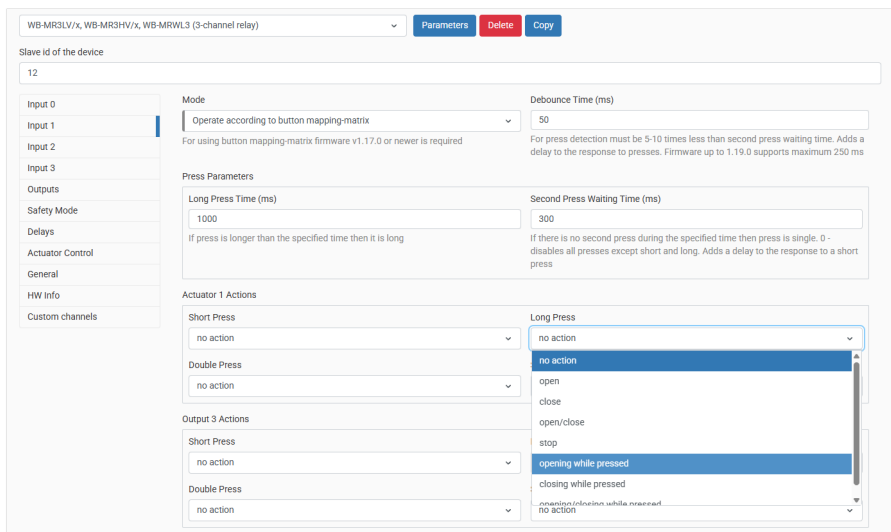 WB-MR3LV/x, WB-MR3HV/x, WB-MRWL3 (3-channel relay)
Parameters
Delete
Copy
Slave id of the device
12
Input 0
Input 1
Input 2
Input 3
Outputs
Safety Mode
Delays
Actuator Control
General
HW Info
Custom channels
Mode
Operate according to button mapping-matrix
For using button mapping-matrix firmware v1.17.0 or newer is required
Debounce Time (ms)
50
For press detection must be 5-10 times less than second press waiting time. Adds a
delay to the response to presses. Firmware up to 1.19.0 supports maximum 250 ms
Press Parameters
Long Press Time (ms)
1000
If press is longer than the specified time then it is long
Second Press Waiting Time (ms)
300
If there is no second press during the specified time then press is single. 0 -
disables all presses except short and long. Adds a delay to the response to a short
press
Actuator 1 Actions
Short Press
no action
Long Press
no action
Double Press
no action
no action
open
close
open/close
stop
opening while pressed
closing while pressed
opening/closing while pressed
Output 3 Actions
Short Press
no action
Double Press
no action
no action